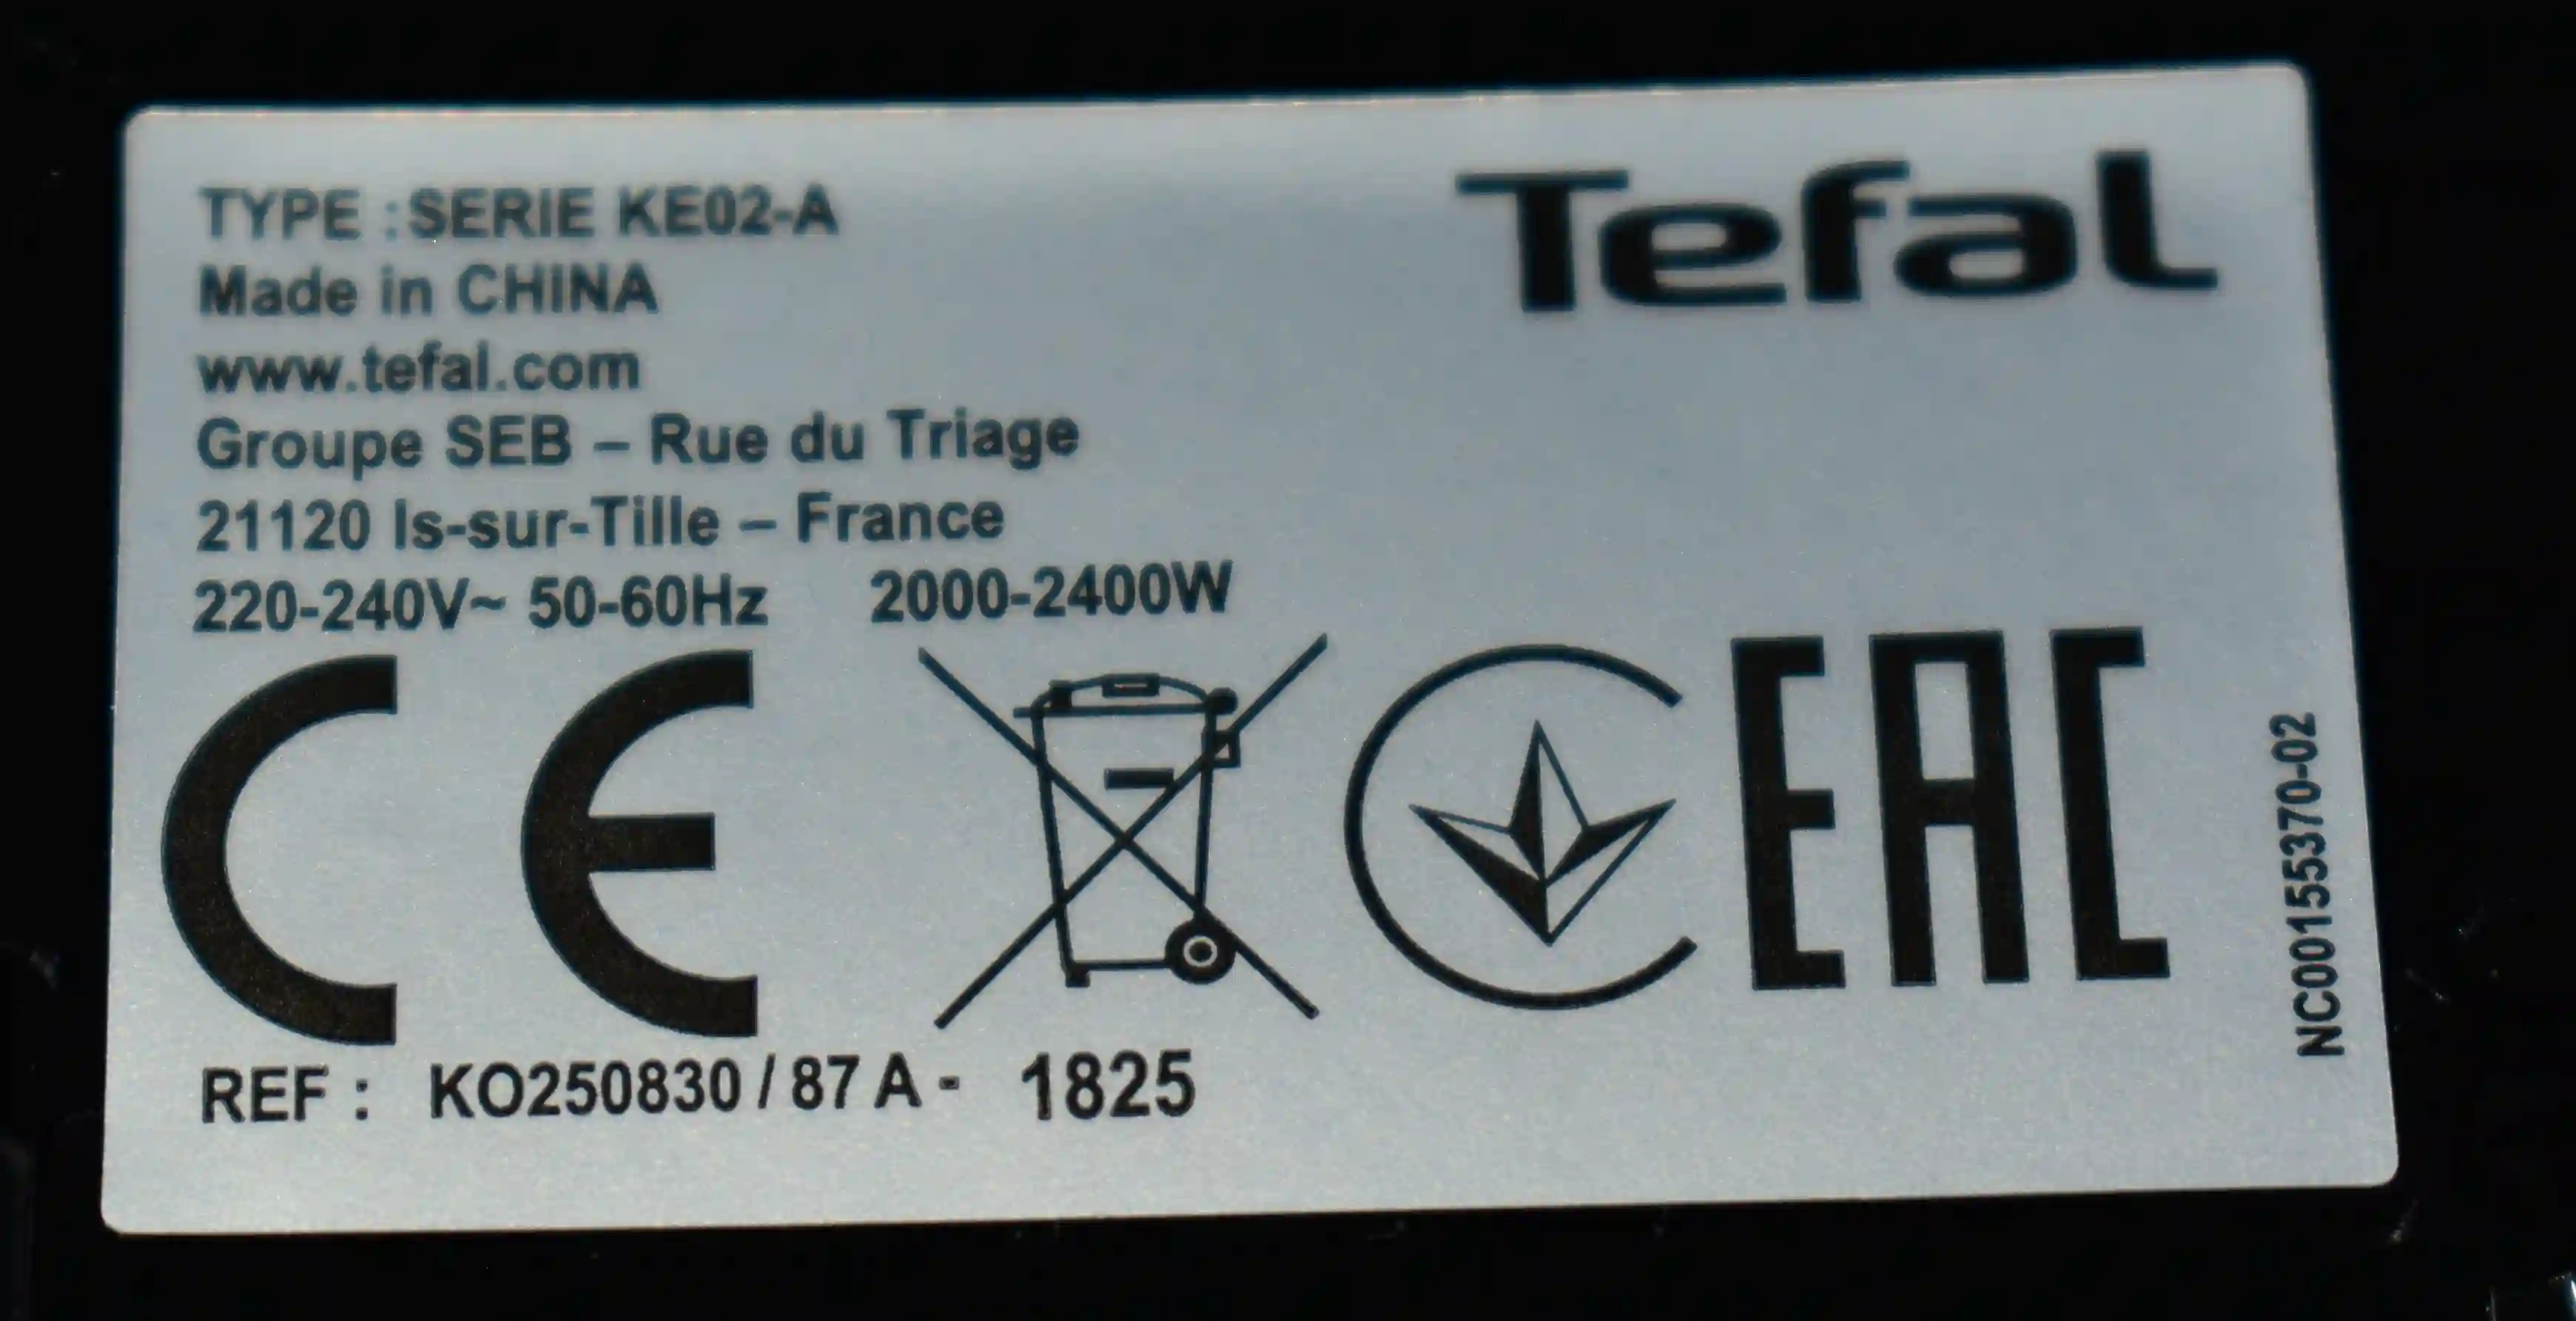 Tefal
TYPE : SERIE KE02-A
Made in CHINA
www.tefal.com
Groupe SEB – Rue du Triage
21120 Is-sur-Tille – France
220-240V~ 50-60Hz 2000-2400W
CE
EAC
NC00155370-02
REF : KO250830 / 87 A - 1825